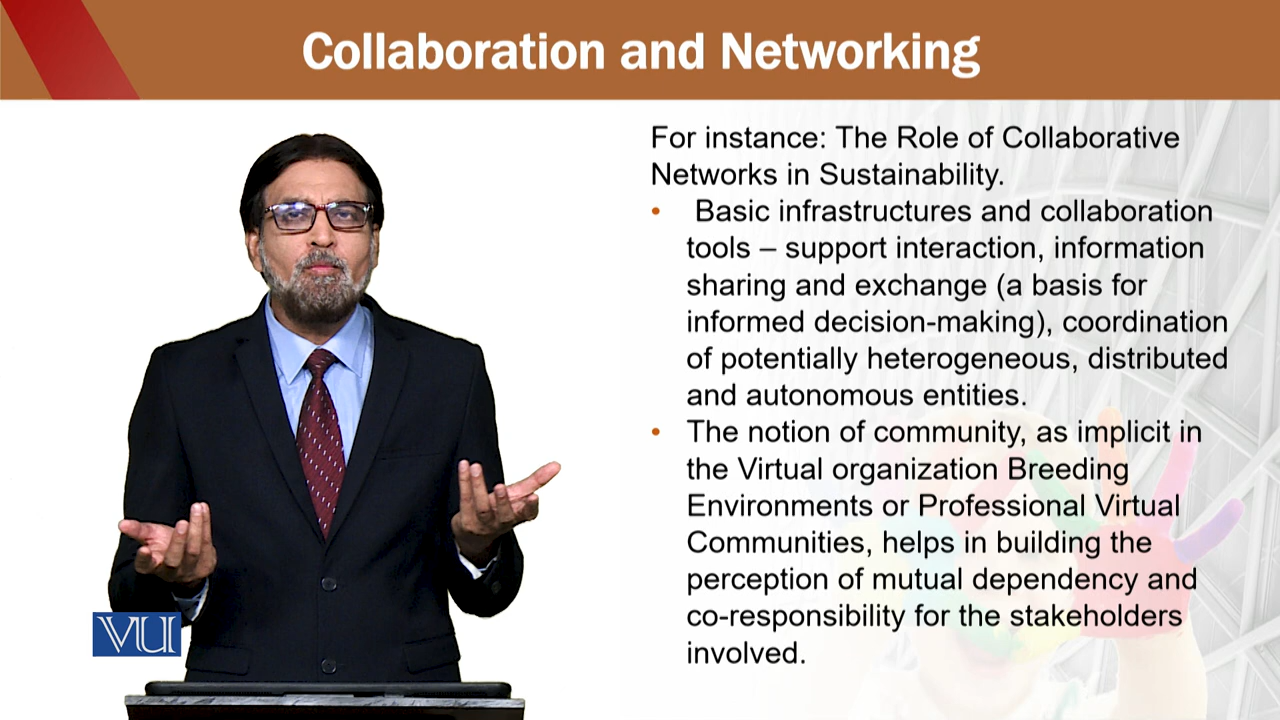 Collaboration and Networking
For instance: The Role of Collaborative
Networks in Sustainability.
• Basic infrastructures and collaboration
tools – support interaction, information
sharing and exchange (a basis for
informed decision-making), coordination
of potentially heterogeneous, distributed
and autonomous entities.
• The notion of community, as implicit in
the Virtual organization Breeding
Environments or Professional Virtual
Communities, helps in building the
perception of mutual dependency and
co-responsibility for the stakeholders
involved.
VU